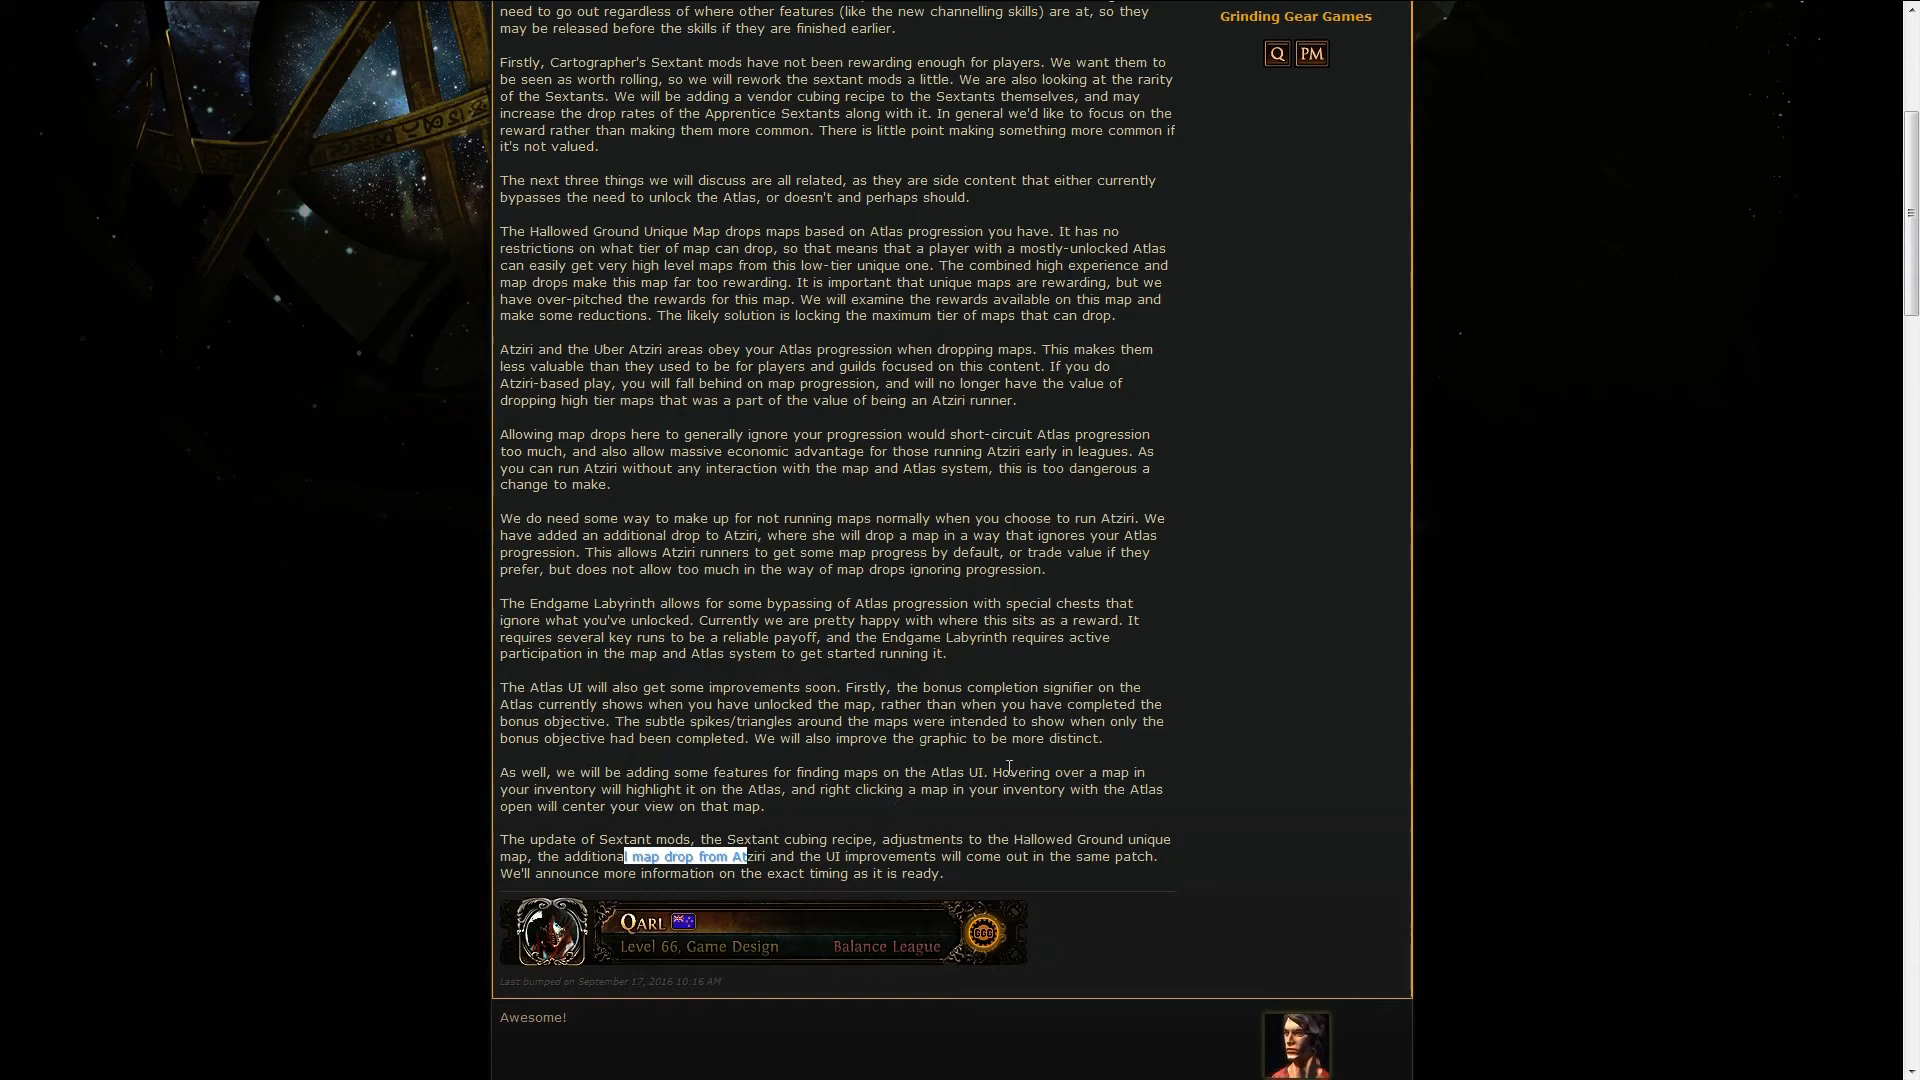 need to go out regardless of where other features (like the new channelling skills) are at, so they
may be released before the skills if they are finished earlier.
Grinding Gear Games
Q PM
Firstly, Cartographer's Sextant mods have not been rewarding enough for players. We want them to
be seen as worth rolling, so we will rework the sextant mods a little. We are also looking at the rarity
of the Sextants. We will be adding a vendor cubing recipe to the Sextants themselves, and may
increase the drop rates of the Apprentice Sextants along with it. In general we'd like to focus on the
reward rather than making them more common. There is little point making something more common if
it's not valued.
The next three things we will discuss are all related, as they are side content that either currently
bypasses the need to unlock the Atlas, or doesn't and perhaps should.
The Hallowed Ground Unique Map drops maps based on Atlas progression you have. It has no
restrictions on what tier of map can drop, so that means that a player with a mostly-unlocked Atlas
can easily get very high level maps from this low-tier unique one. The combined high experience and
map drops make this map far too rewarding. It is important that unique maps are rewarding, but we
have over-pitched the rewards for this map. We will examine the rewards available on this map and
make some reductions. The likely solution is locking the maximum tier of maps that can drop.
Atziri and the Uber Atziri areas obey your Atlas progression when dropping maps. This makes them
less valuable than they used to be for players and guilds focused on this content. If you do
Atziri-based play, you will fall behind on map progression, and will no longer have the value of
dropping high tier maps that was a part of the value of being an Atziri runner.
Allowing map drops here to generally ignore your progression would short-circuit Atlas progression
too much, and also allow massive economic advantage for those running Atziri early in leagues. As
you can run Atziri without any interaction with the map and Atlas system, this is too dangerous a
change to make.
We do need some way to make up for not running maps normally when you choose to run Atziri. We
have added an additional drop to Atziri, where she will drop a map in a way that ignores your Atlas
progression. This allows Atziri runners to get some map progress by default, or trade value if they
prefer, but does not allow too much in the way of map drops ignoring progression.
The Endgame Labyrinth allows for some bypassing of Atlas progression with special chests that
ignore what you've unlocked. Currently we are pretty happy with where this sits as a reward. It
requires several key runs to be a reliable payoff, and the Endgame Labyrinth requires active
participation in the map and Atlas system to get started running it.
The Atlas UI will also get some improvements soon. Firstly, the bonus completion signifier on the
Atlas currently shows when you have unlocked the map, rather than when you have completed the
bonus objective. The subtle spikes/triangles around the maps were intended to show when only the
bonus objective had been completed. We will also improve the graphic to be more distinct.
As well, we will be adding some features for finding maps on the Atlas UI. Hovering over a map in
your inventory will highlight it on the Atlas, and right clicking a map in your inventory with the Atlas
open will center your view on that map.
The update of Sextant mods, the Sextant cubing recipe, adjustments to the Hallowed Ground unique
map, the additional map drop from Atziri and the UI improvements will come out in the same patch.
We'll announce more information on the exact timing as it is ready.
Qarl
Level 66, Game Design Balance League
GGG
Last bumped on September 17, 2016 10:16 AM
Awesome!